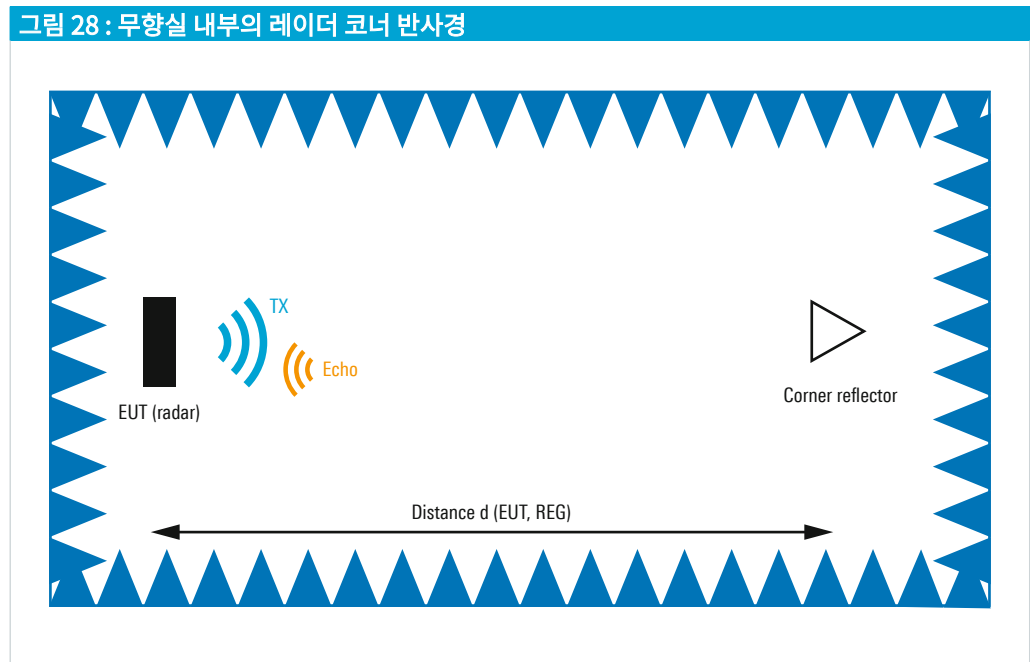 그림 28 : 무향실 내부의 레이더 코너 반사경
TX
Echo
EUT (radar)
Corner reflector
Distance d (EUT, REG)